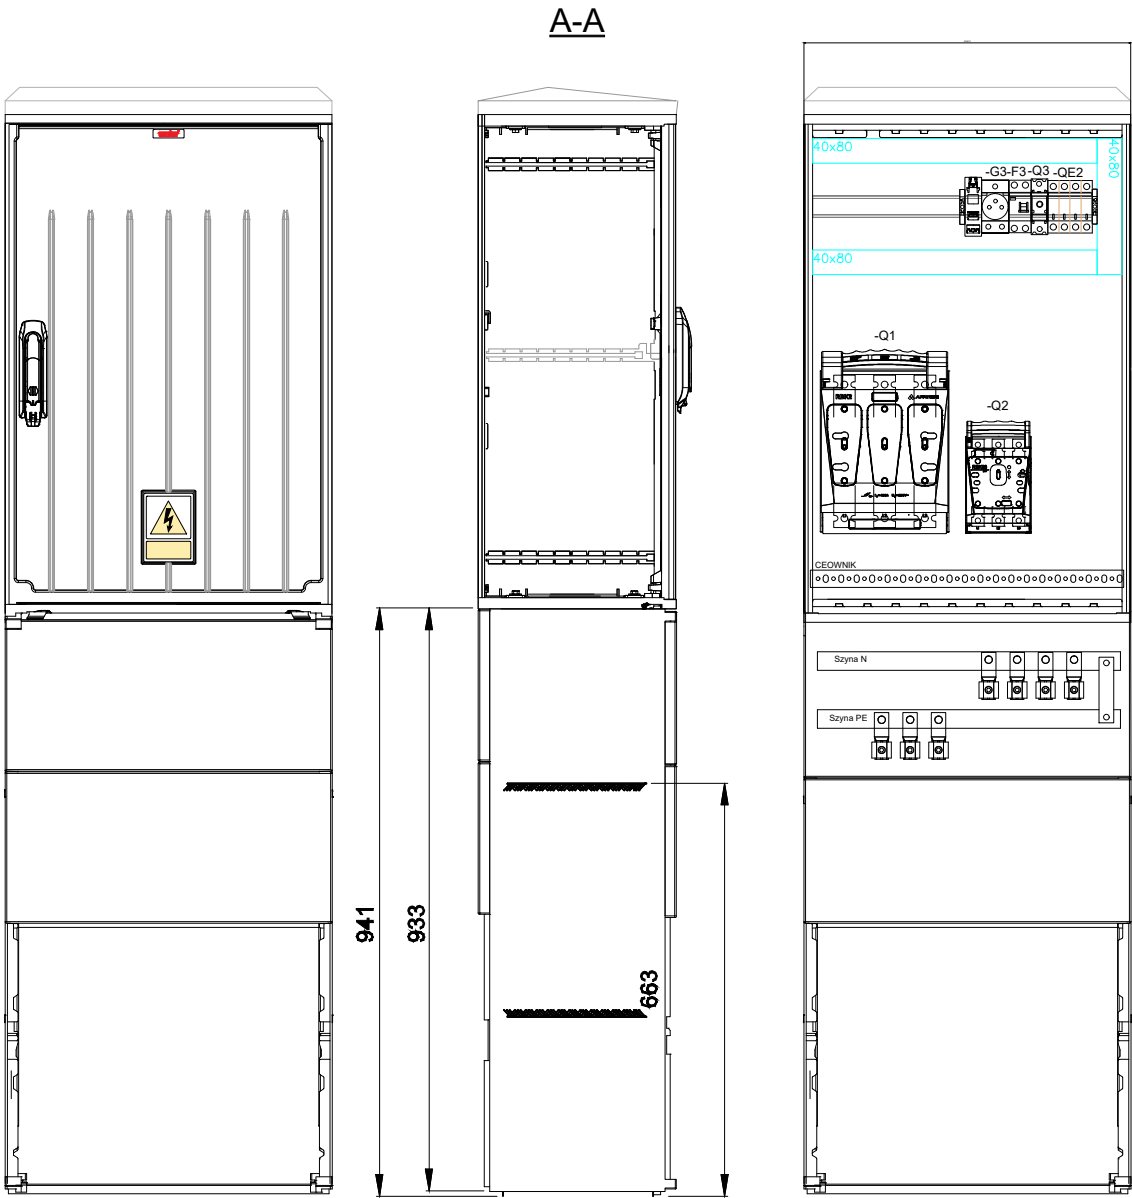 A-A
40x80
40x80
-G3-F3-Q3 -QE2
40x80
-Q1
-Q2
CEOWNIK
Szyna N
Szyna PE
941
933
663